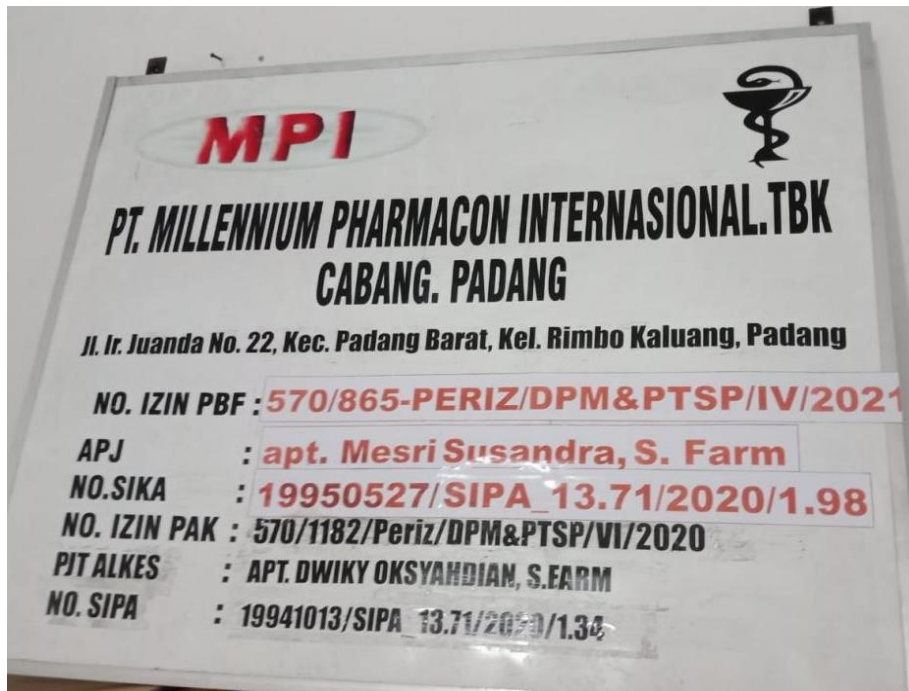 MPI
PT. MILLENNIUM PHARMACON INTERNASIONAL.TBK
CABANG. PADANG
Jl. Ir. Juanda No. 22, Kec. Padang Barat, Kel. Rimbo Kaluang, Padang
NO. IZIN PBF : 570/865-PERIZ/DPM&PTSP/IV/2021
APJ : apt. Mesri Susandra, S. Farm
NO.SIKA : 19950527/SIPA_13.71/2020/1.98
NO. IZIN PAK : 570/1182/Periz/DPM&PTSP/VI/2020
PJT ALKES : APT. DWIKY OKSYAHDIAN, S.FARM
NO. SIPA : 19941013/SIPA_13.71/2020/1.34